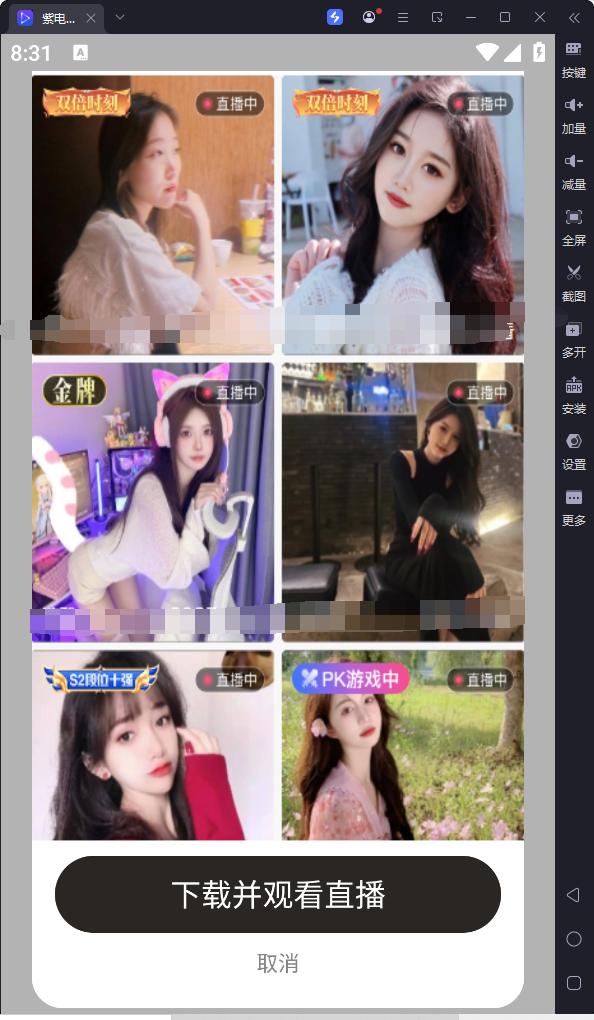 紫电...
8:31
A
双倍时刻
直播中
双倍时刻
直播中
金牌
直播中
直播中
S2段位十强
直播中
PK游戏中
直播中
下载并观看直播
取消
按键
加量
减量
全屏
截图
多开
APK
安装
设置
更多